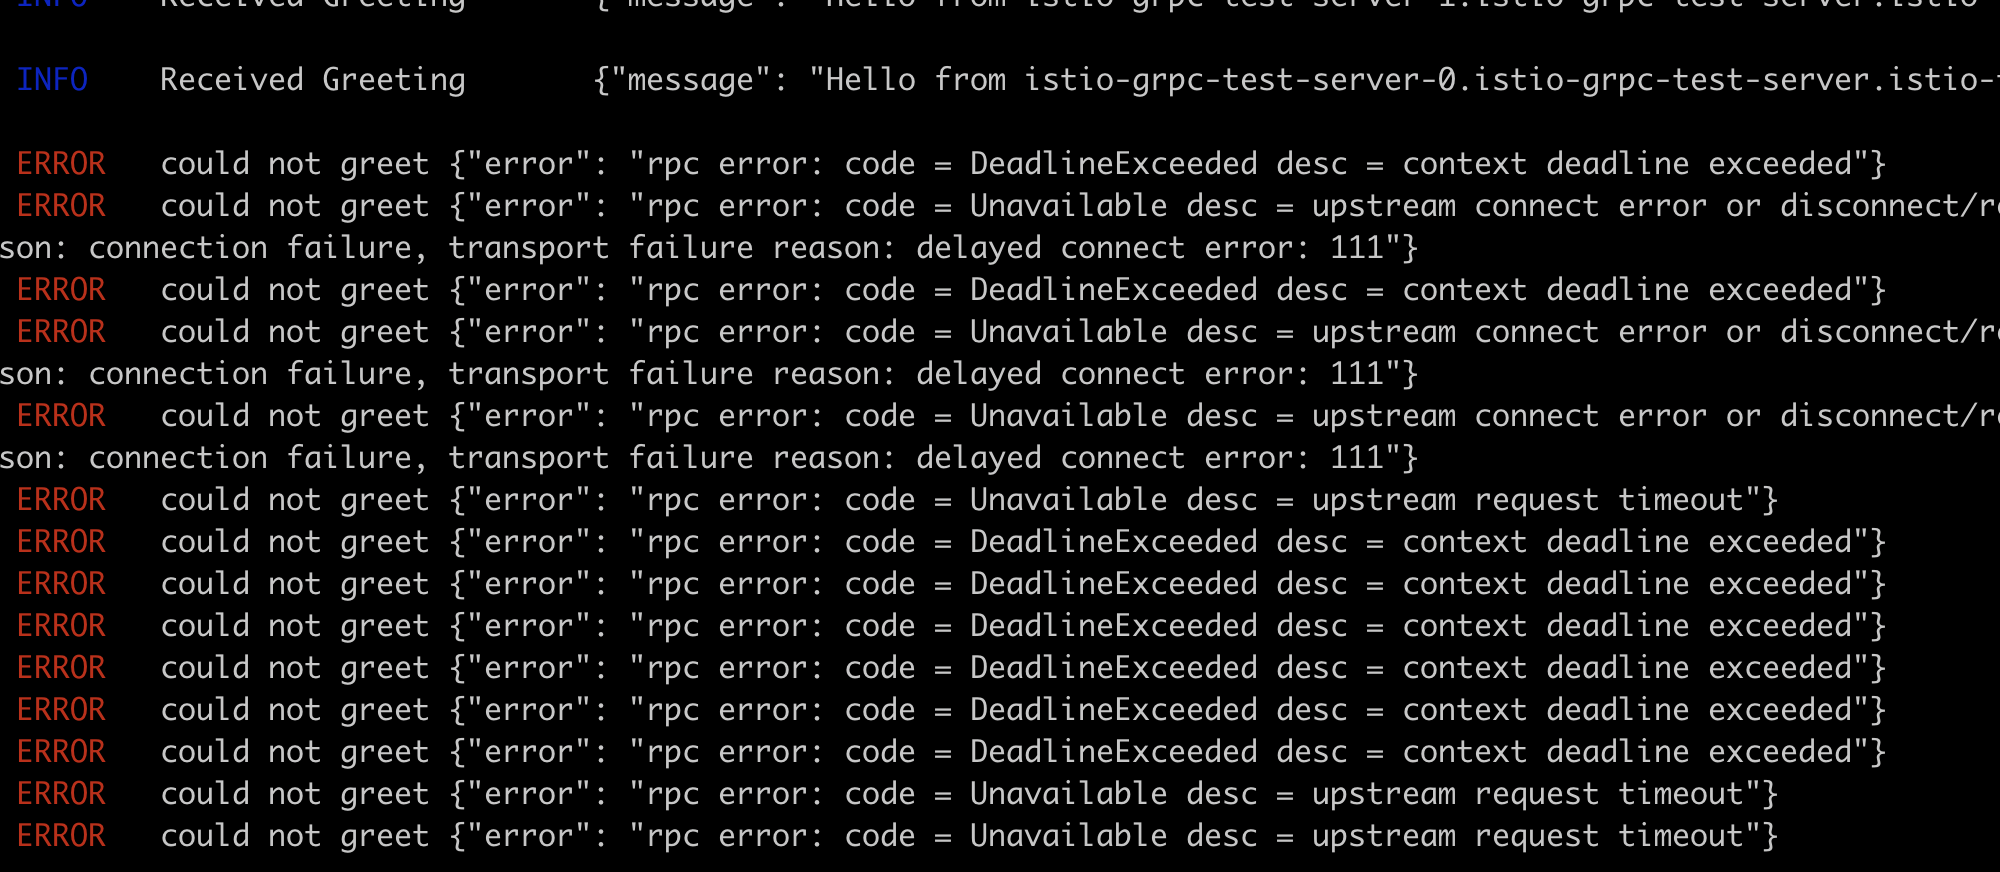 INFO Received Greeting {"message": "Hello from istio-grpc-test-server-1.istio-grpc-test-server.istio-
INFO Received Greeting {"message": "Hello from istio-grpc-test-server-0.istio-grpc-test-server.istio-
ERROR could not greet {"error": "rpc error: code = DeadlineExceeded desc = context deadline exceeded"}
ERROR could not greet {"error": "rpc error: code = Unavailable desc = upstream connect error or disconnect/re
son: connection failure, transport failure reason: delayed connect error: 111"}
ERROR could not greet {"error": "rpc error: code = DeadlineExceeded desc = context deadline exceeded"}
ERROR could not greet {"error": "rpc error: code = Unavailable desc = upstream connect error or disconnect/re
son: connection failure, transport failure reason: delayed connect error: 111"}
ERROR could not greet {"error": "rpc error: code = Unavailable desc = upstream connect error or disconnect/re
son: connection failure, transport failure reason: delayed connect error: 111"}
ERROR could not greet {"error": "rpc error: code = Unavailable desc = upstream request timeout"}
ERROR could not greet {"error": "rpc error: code = DeadlineExceeded desc = context deadline exceeded"}
ERROR could not greet {"error": "rpc error: code = DeadlineExceeded desc = context deadline exceeded"}
ERROR could not greet {"error": "rpc error: code = DeadlineExceeded desc = context deadline exceeded"}
ERROR could not greet {"error": "rpc error: code = DeadlineExceeded desc = context deadline exceeded"}
ERROR could not greet {"error": "rpc error: code = DeadlineExceeded desc = context deadline exceeded"}
ERROR could not greet {"error": "rpc error: code = DeadlineExceeded desc = context deadline exceeded"}
ERROR could not greet {"error": "rpc error: code = Unavailable desc = upstream request timeout"}
ERROR could not greet {"error": "rpc error: code = Unavailable desc = upstream request timeout"}